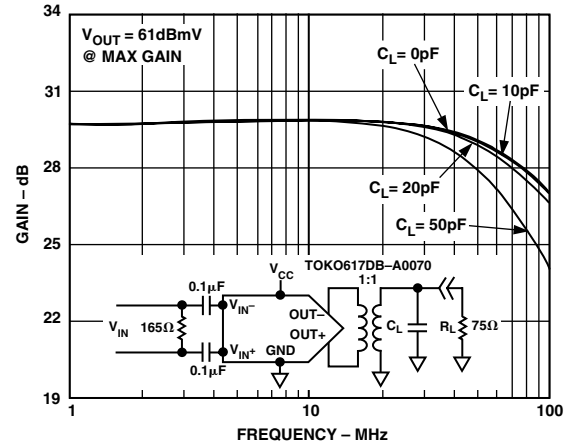 34
V_OUT = 61dBmV
@ MAX GAIN
31
C_L= 0pF
C_L= 10pF
28
C_L= 20pF
C_L= 50pF
GAIN – dB
25
TOKO617DB–A0070
1:1
V_CC
0.1µF
V_IN–
OUT–
OUT+
V_IN
165Ω
C_L
R_L
75Ω
V_IN+
GND
0.1µF
22
19
1
10
100
FREQUENCY – MHz